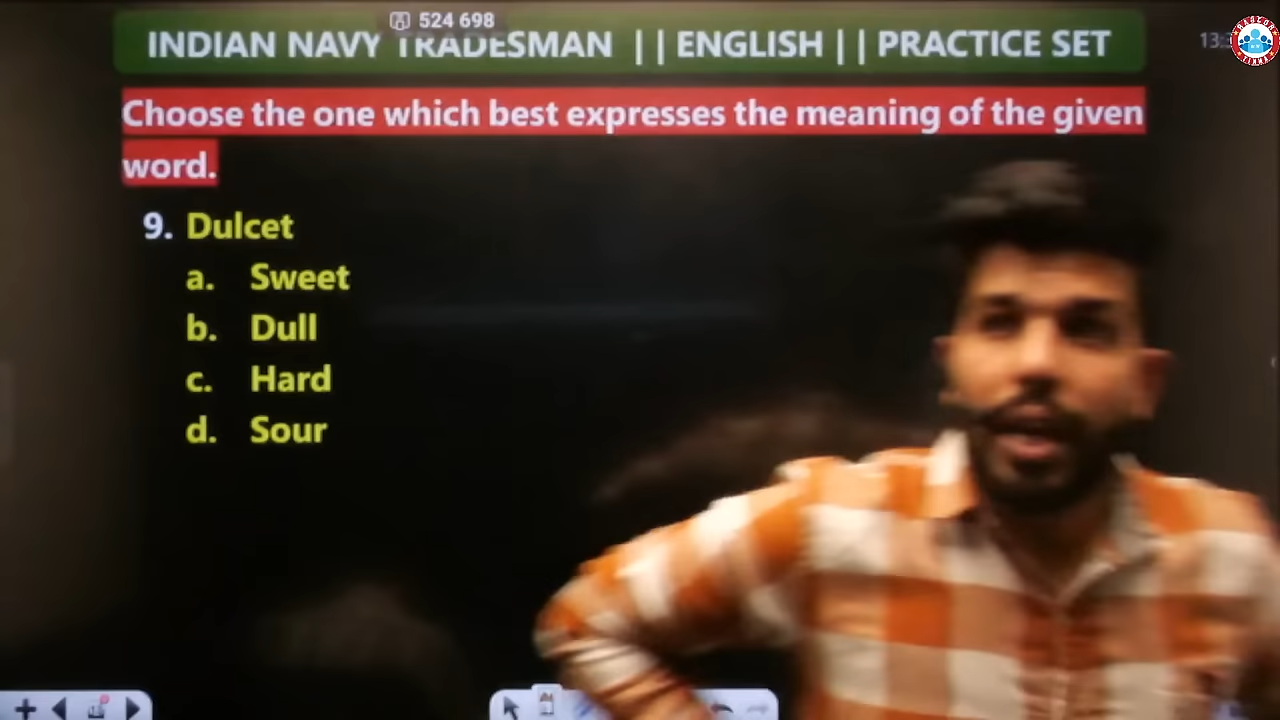 524 698
INDIAN NAVY TRADESMAN || ENGLISH || PRACTICE SET
Choose the one which best expresses the meaning of the given
word.
9. Dulcet
a. Sweet
b. Dull
c. Hard
d. Sour